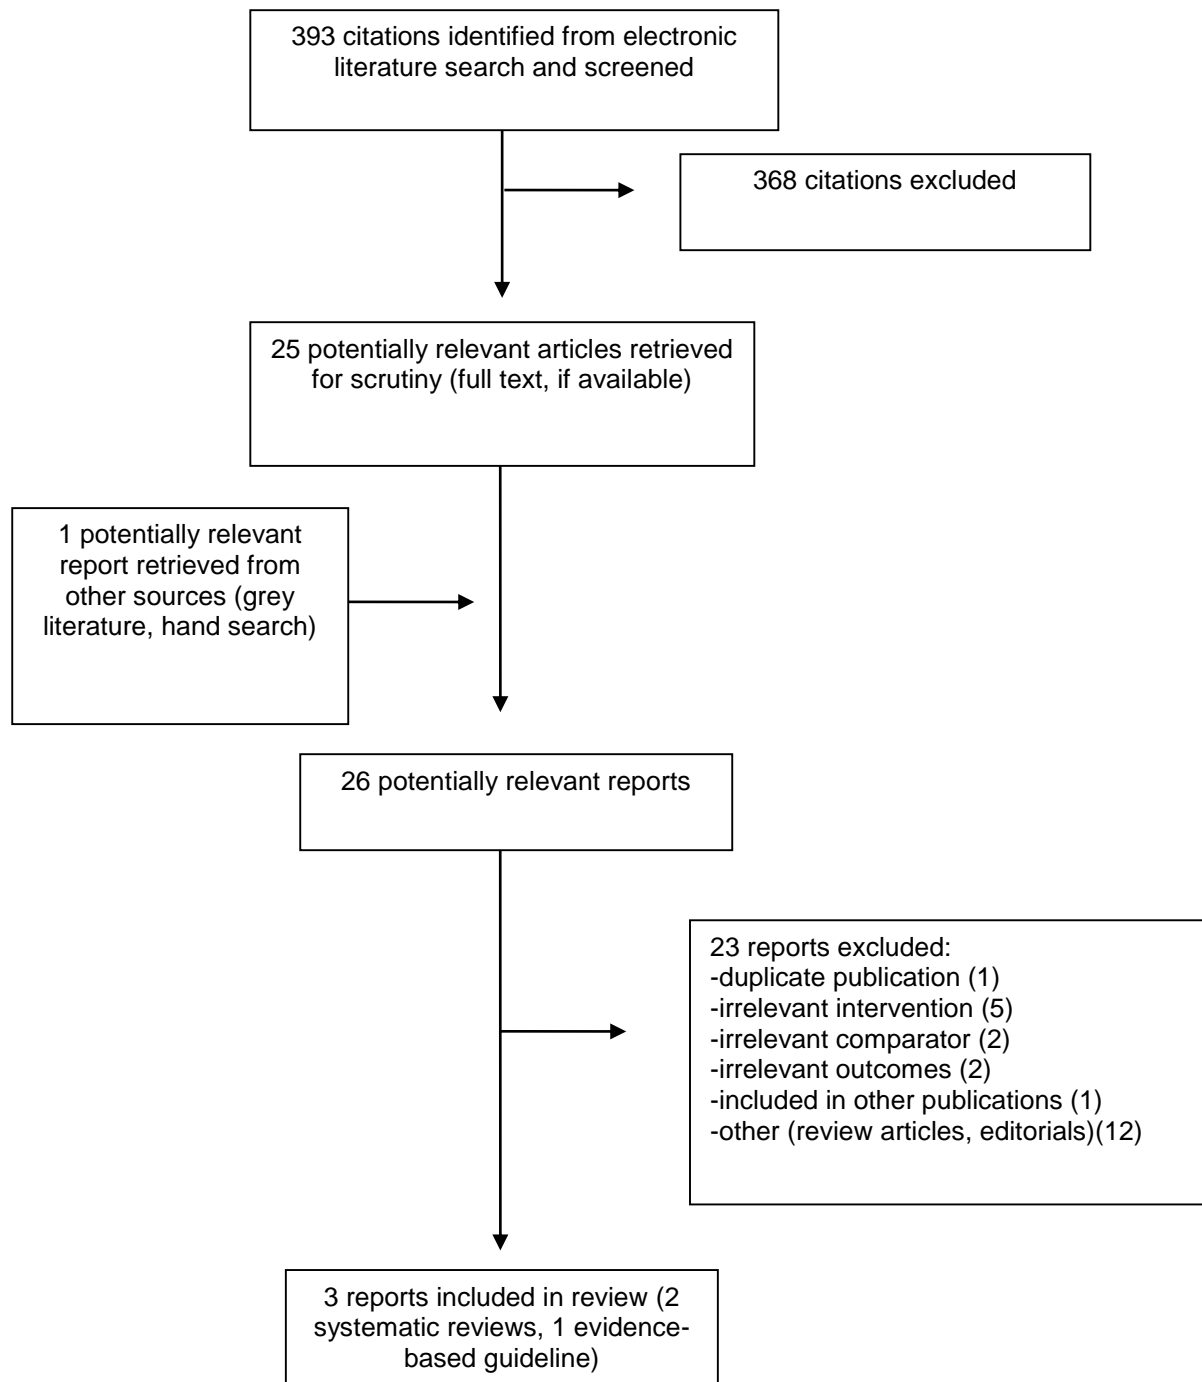 393 citations identified from electronic
literature search and screened
368 citations excluded
25 potentially relevant articles retrieved
for scrutiny (full text, if available)
1 potentially relevant
report retrieved from
other sources (grey
literature, hand search)
26 potentially relevant reports
23 reports excluded:
-duplicate publication (1)
-irrelevant intervention (5)
-irrelevant comparator (2)
-irrelevant outcomes (2)
-included in other publications (1)
-other (review articles, editorials)(12)
3 reports included in review (2
systematic reviews, 1 evidence-
based guideline)